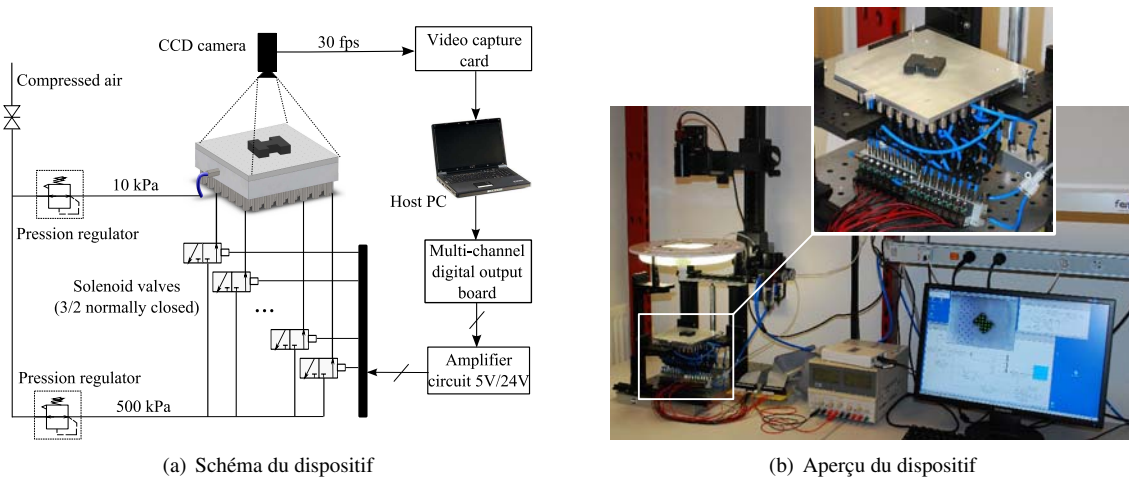 CCD camera
30 fps
Video capture
card
Compressed air
10 kPa
Host PC
Pression regulator
Multi-channel
digital output
board
Solenoid valves
(3/2 normally closed)
...
Amplifier
circuit 5V/24V
Pression regulator
500 kPa
(a) Schéma du dispositif
(b) Aperçu du dispositif